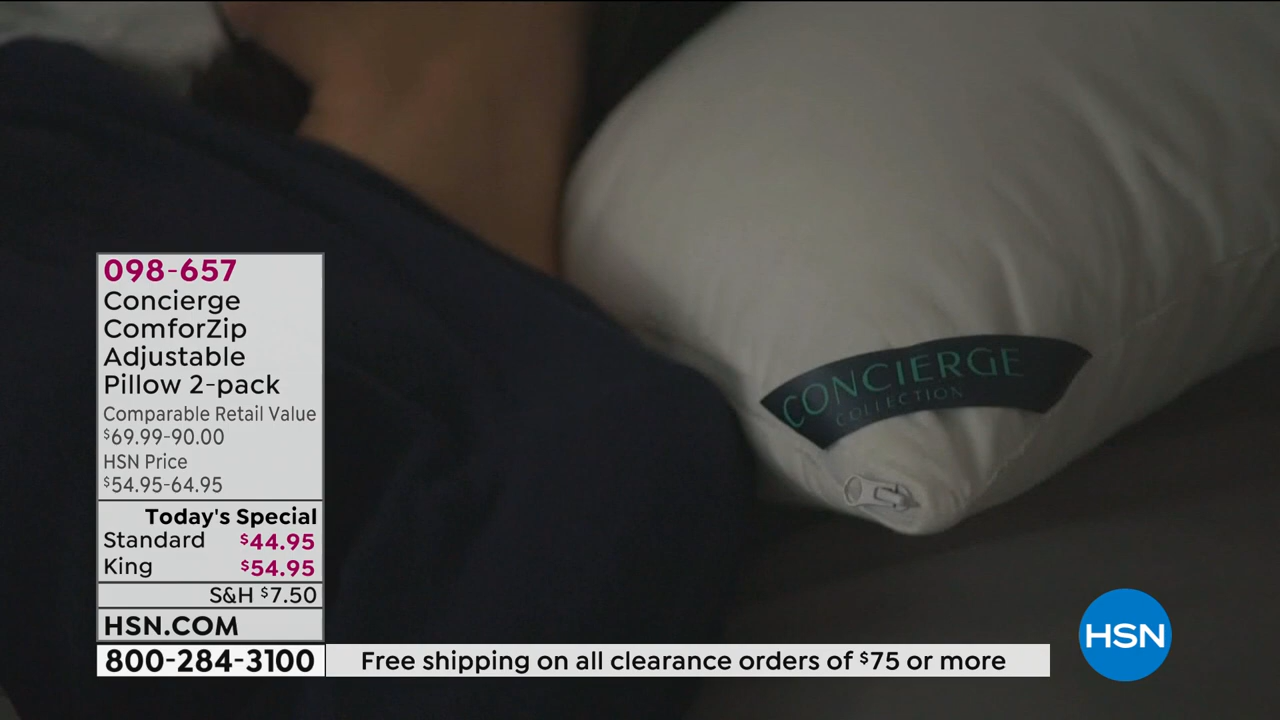 CONCIERGE
COLLECTION
098-657
Concierge
ComforZip
Adjustable
Pillow 2-pack
Comparable Retail Value
$69.99-90.00
HSN Price
$54.95-64.95
Today's Special
Standard $44.95
King $54.95
S&H $7.50
HSN.COM
800-284-3100
Free shipping on all clearance orders of $75 or more
HSN